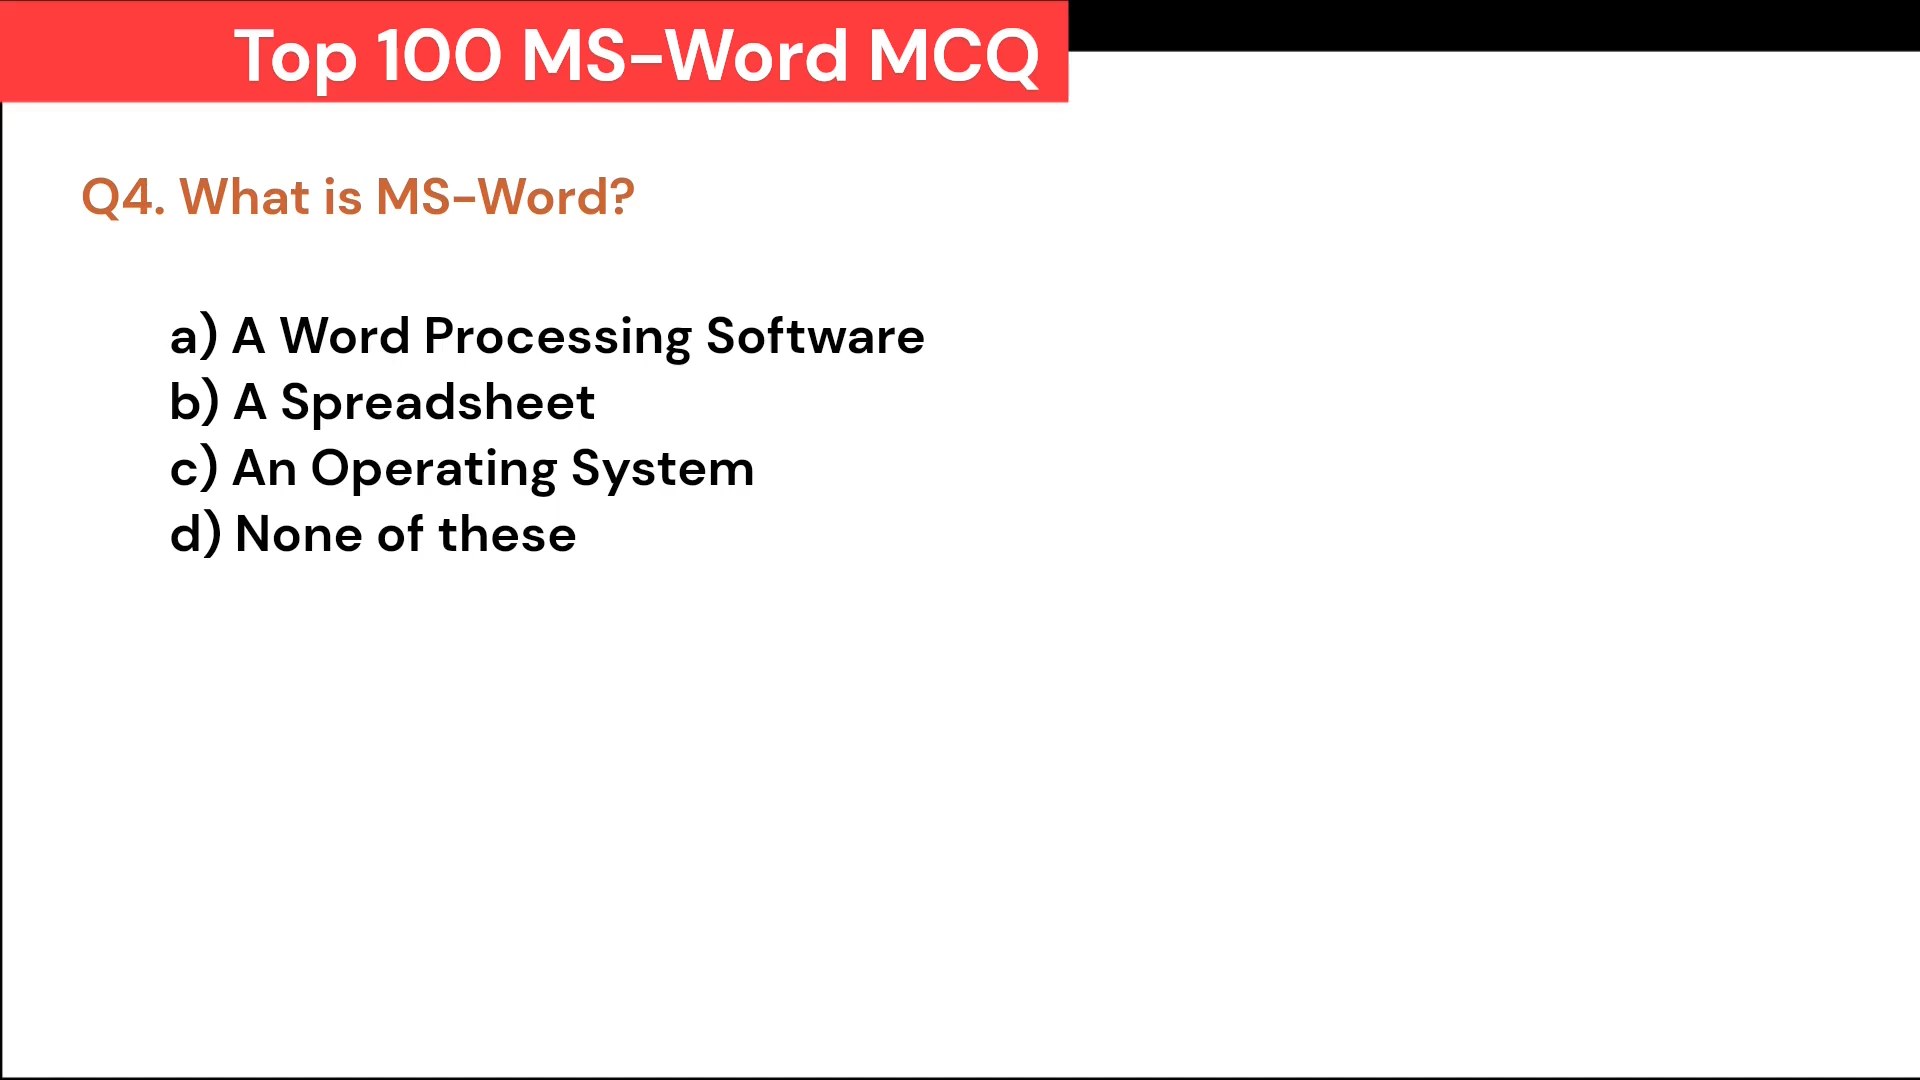 Top 100 MS-Word MCQ
Q4. What is MS-Word?
a) A Word Processing Software
b) A Spreadsheet
c) An Operating System
d) None of these